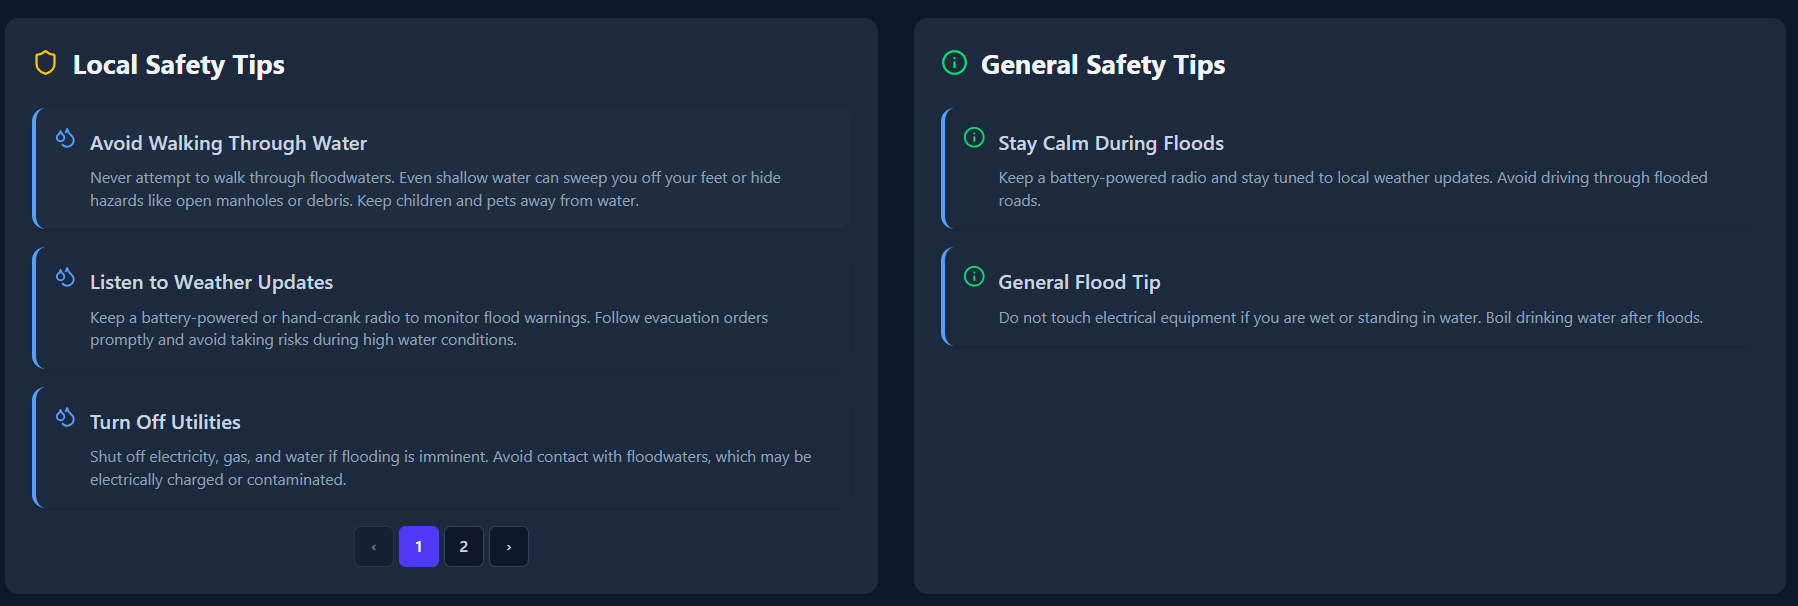 Local Safety Tips
Avoid Walking Through Water
Never attempt to walk through floodwaters. Even shallow water can sweep you off your feet or hide
hazards like open manholes or debris. Keep children and pets away from water.
Listen to Weather Updates
Keep a battery-powered or hand-crank radio to monitor flood warnings. Follow evacuation orders
promptly and avoid taking risks during high water conditions.
Turn Off Utilities
Shut off electricity, gas, and water if flooding is imminent. Avoid contact with floodwaters, which may be
electrically charged or contaminated.
‹ 1 2 ›
General Safety Tips
Stay Calm During Floods
Keep a battery-powered radio and stay tuned to local weather updates. Avoid driving through flooded
roads.
General Flood Tip
Do not touch electrical equipment if you are wet or standing in water. Boil drinking water after floods.